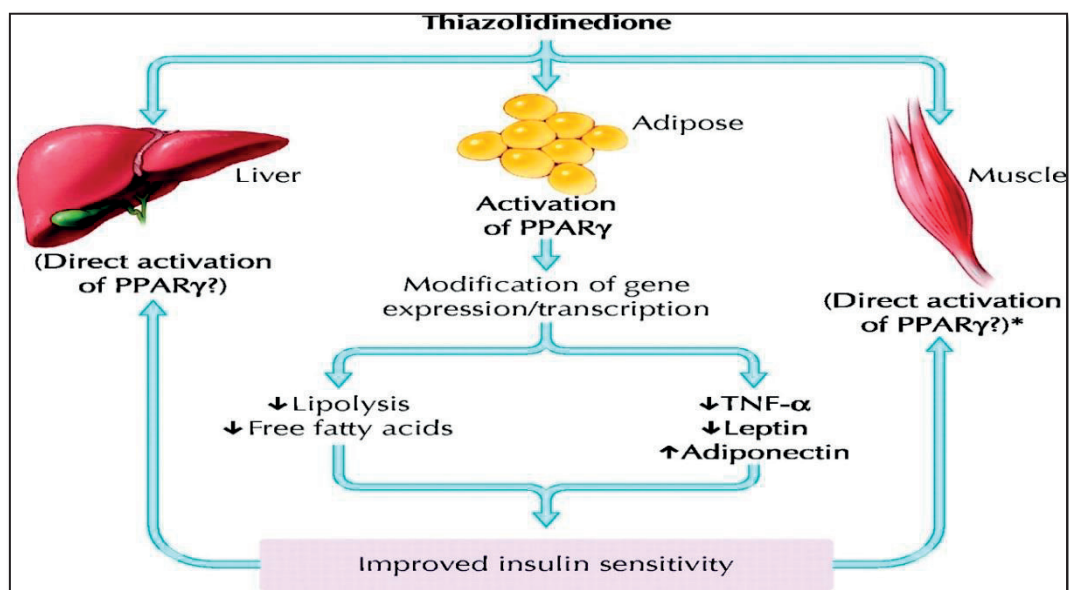 Thiazolidinedione
Liver
Adipose
Muscle
(Direct activation
of PPARγ?)
Activation
of PPARγ
(Direct activation
of PPARγ?)*
Modification of gene
expression/transcription
↓Lipolysis
↓Free fatty acids
↓TNF-α
↓Leptin
↑Adiponectin
Improved insulin sensitivity